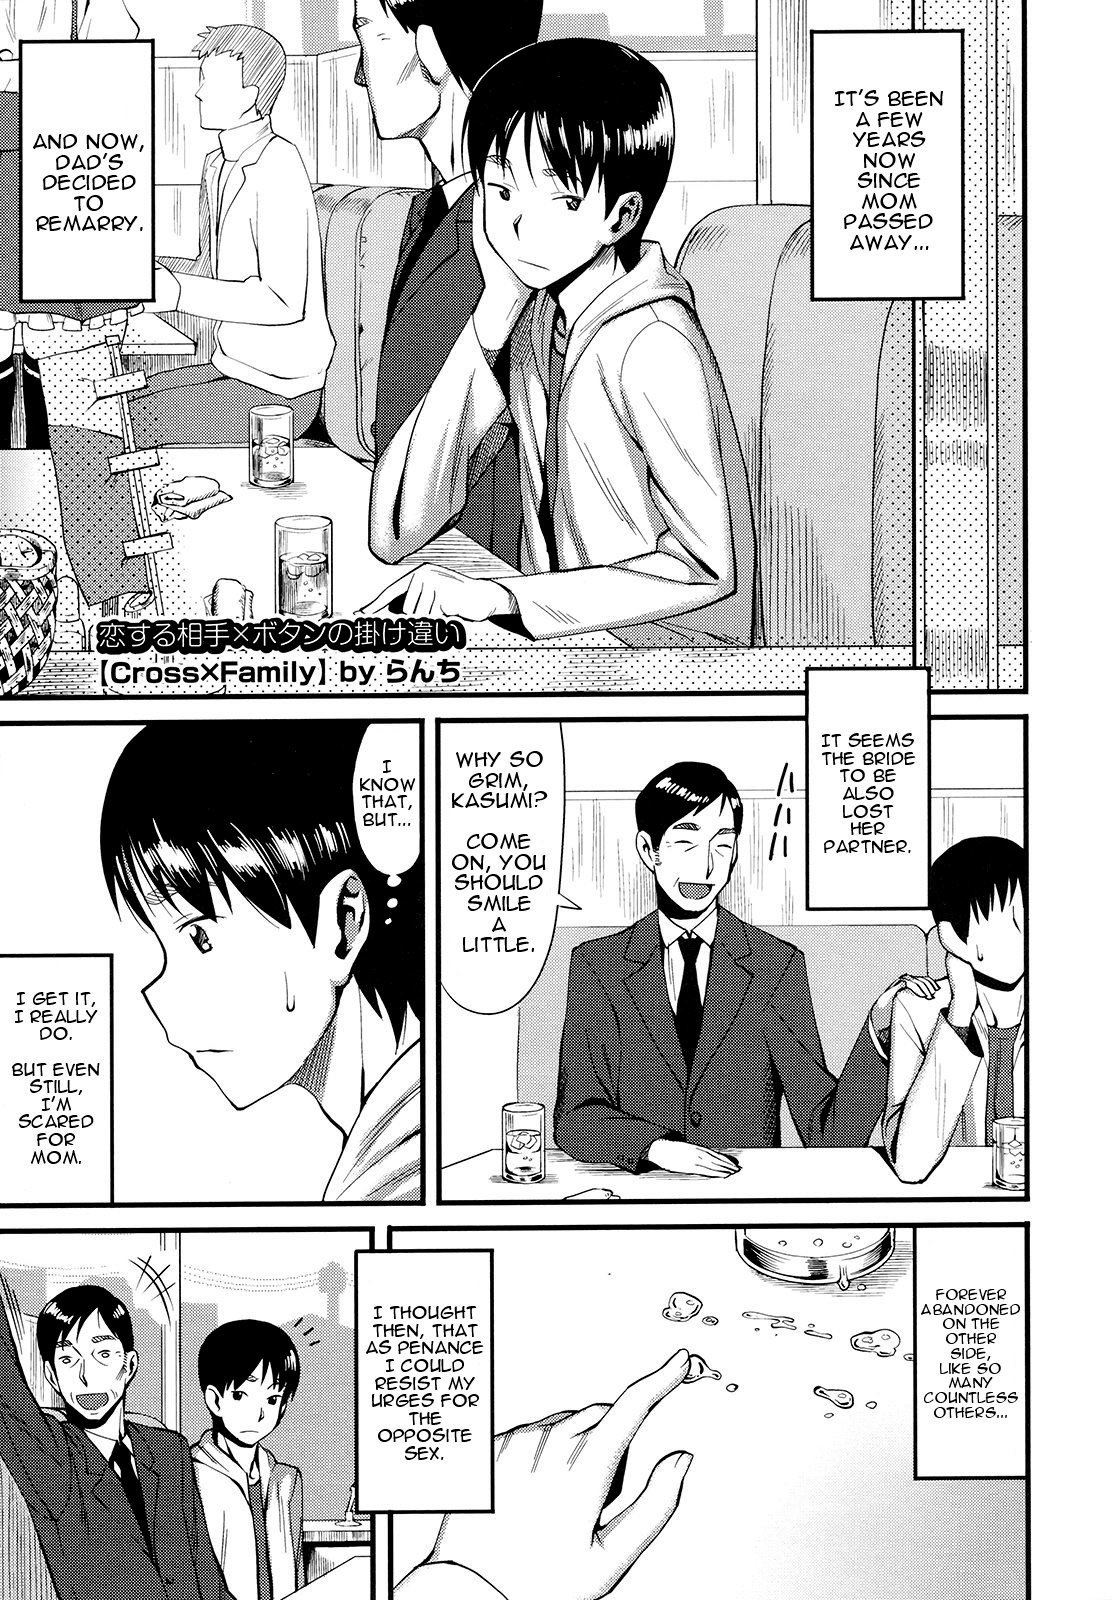 IT'S BEEN
A FEW
YEARS
NOW
SINCE
MOM
PASSED
AWAY...
AND NOW,
DAD'S
DECIDED
TO
REMARRY.
恋する相手×ボタンの掛け違い
【Cross×Family】 by らんち
IT SEEMS
THE BRIDE
TO BE
ALSO
LOST
HER
PARTNER.
ハハハ
WHY SO
GRIM,
KASUMI?
COME
ON, YOU
SHOULD
SMILE
A
LITTLE.
I
KNOW
THAT,
BUT...
I GET IT,
I REALLY
DO.
BUT EVEN
STILL,
I'M
SCARED
FOR
MOM.
FOREVER
ABANDONED
ON THE
OTHER
SIDE,
LIKE SO
MANY
COUNTLESS
OTHERS...
I THOUGHT
THEN, THAT
AS PENANCE
I COULD
RESIST MY
URGES FOR
THE
OPPOSITE
SEX.